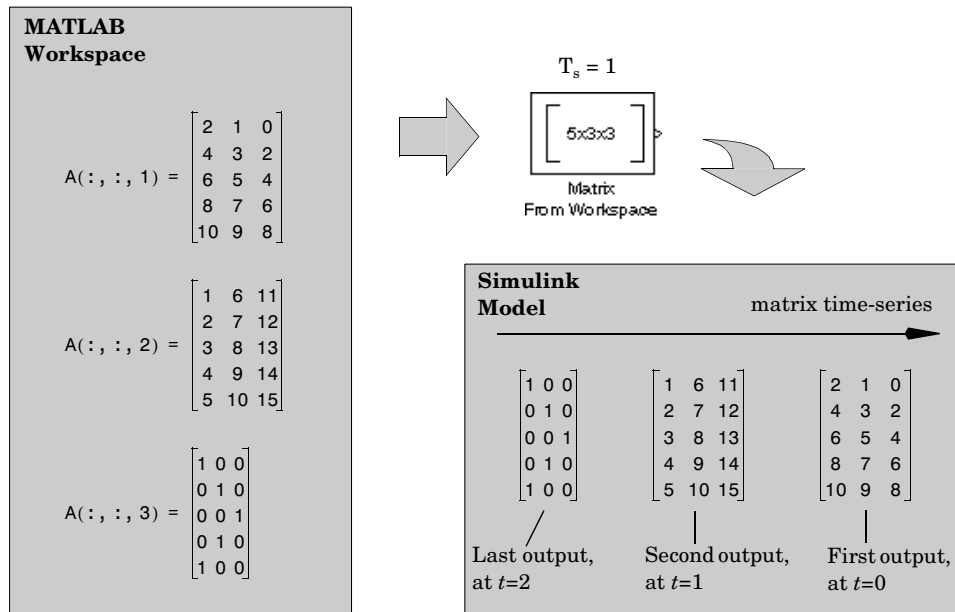 MATLAB
Workspace
A(:, :, 1) =
2 1 0
4 3 2
6 5 4
8 7 6
10 9 8
A(:, :, 2) =
1 6 11
2 7 12
3 8 13
4 9 14
5 10 15
A(:, :, 3) =
1 0 0
0 1 0
0 0 1
0 1 0
1 0 0
Ts = 1
5x3x3
Matrix
From Workspace
Simulink
Model
matrix time-series
1 0 0
0 1 0
0 0 1
0 1 0
1 0 0
1 6 11
2 7 12
3 8 13
4 9 14
5 10 15
2 1 0
4 3 2
6 5 4
8 7 6
10 9 8
Last output,
at t=2
Second output,
at t=1
First output,
at t=0